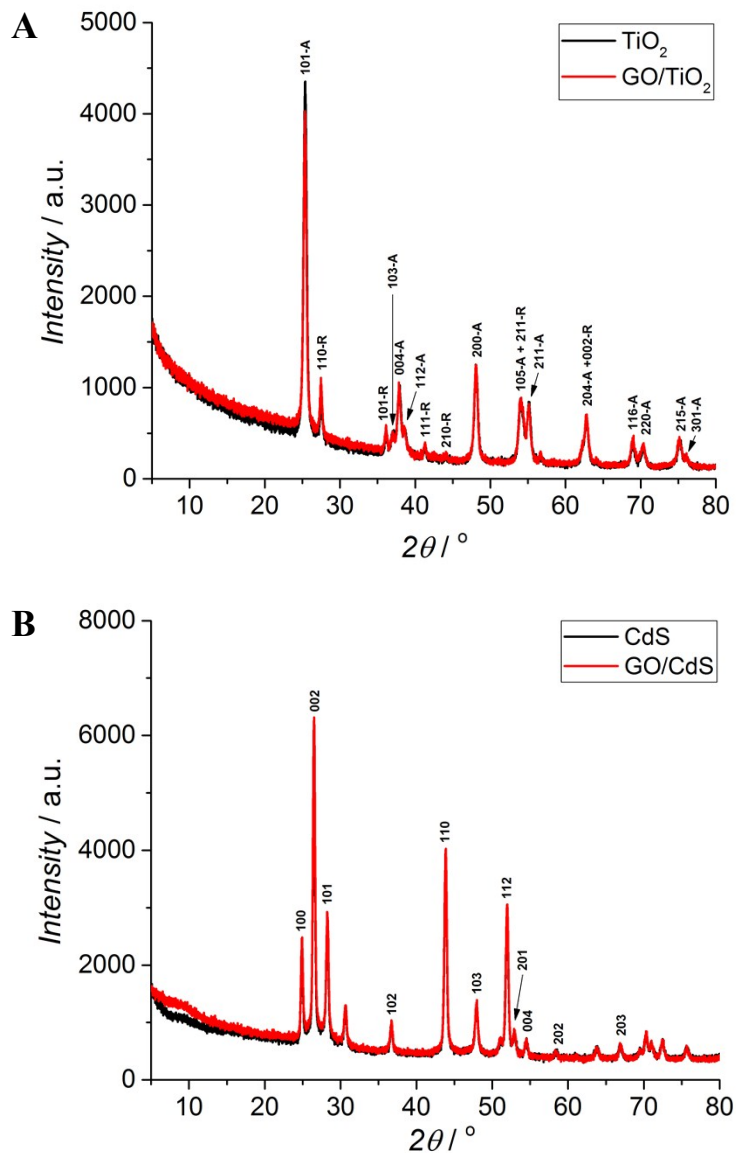 A
5000
4000
3000
2000
1000
0
Intensity / a.u.
TiO₂
GO/TiO₂
101-A
110-R
101-R
103-A
004-A
112-A
111-R
210-R
200-A
105-A + 211-R
211-A
204-A +002-R
116-A
220-A
215-A
301-A
10 20 30 40 50 60 70 80
2θ / °
B
8000
6000
4000
2000
0
Intensity / a.u.
CdS
GO/CdS
100
002
101
102
110
103
112
201
004
202
203
10 20 30 40 50 60 70 80
2θ / °